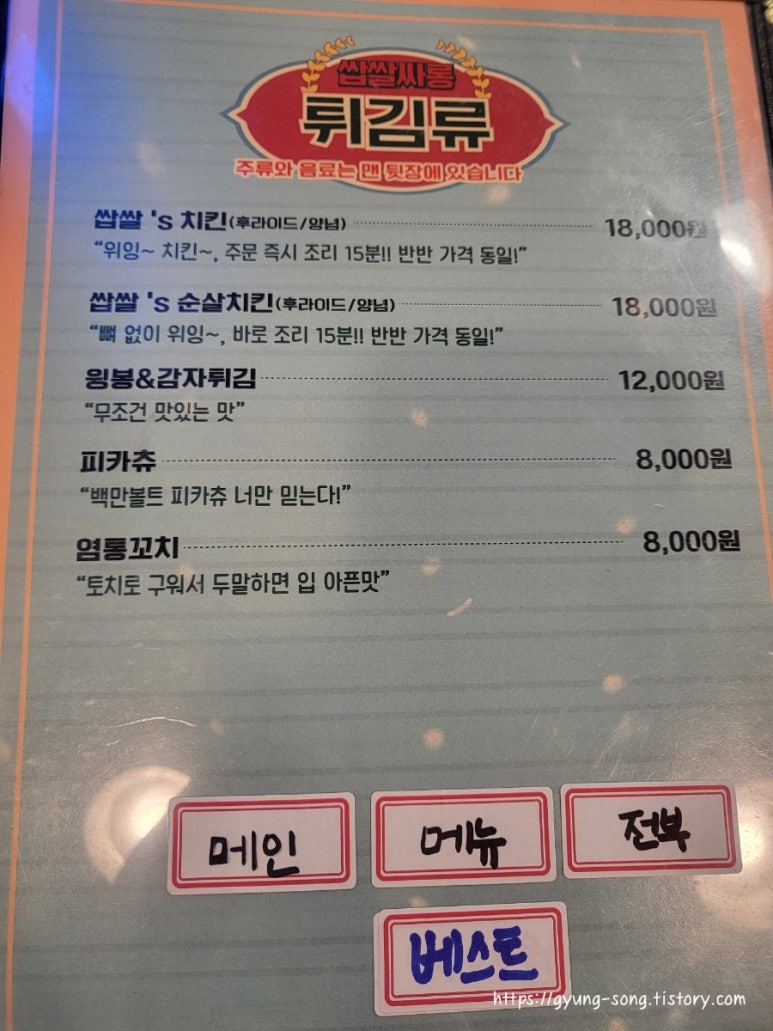 쌉쌀싸롱
튀김류
주류와 음료는 맨 뒷장에 있습니다
쌉쌀 's 치킨(후라이드/양념) 18,000원
“위잉~ 치킨~, 주문 즉시 조리 15분!! 반반 가격 동일!”
쌉쌀 's 순살치킨(후라이드/양념) 18,000원
“뼈 없이 위잉~, 바로 조리 15분!! 반반 가격 동일!”
윙봉&감자튀김 12,000원
“무조건 맛있는 맛”
피카츄 8,000원
“백만볼트 피카츄 너만 믿는다!”
염통꼬치 8,000원
“토치로 구워서 두말하면 입 아픈맛”
메인 메뉴 전부
베스트
https://gyung-song.tistory.com